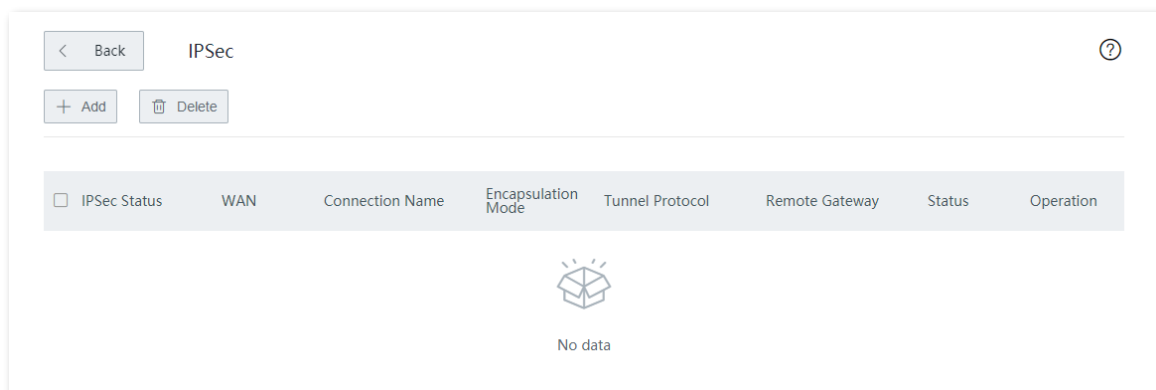 Back
IPSec
?
Add
Delete
IPSec Status
WAN
Connection Name
Encapsulation
Mode
Tunnel Protocol
Remote Gateway
Status
Operation
No data